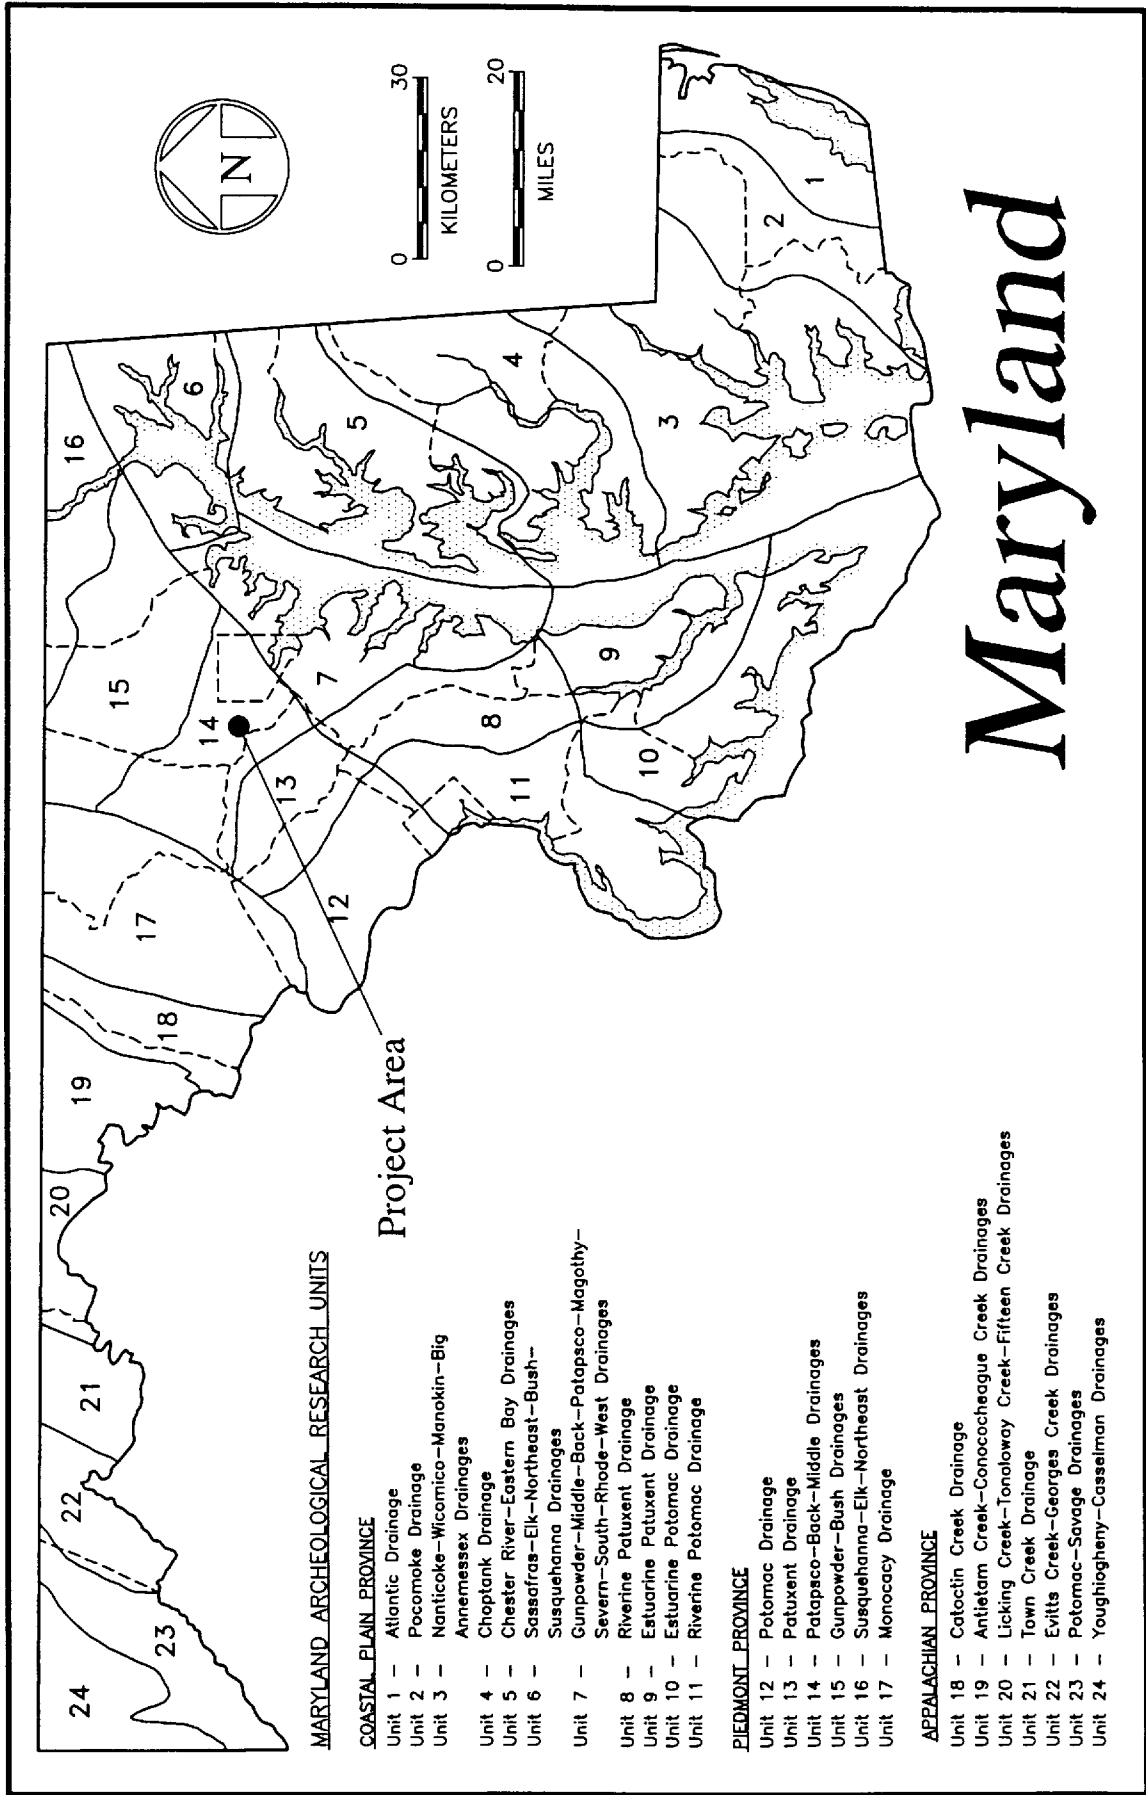 24
23
22
21
20
19
18
17
16
15
14
13
12
11
10
9
8
7
6
5
4
3
2
1
N
0 30
KILOMETERS
0 20
MILES
Project Area
Maryland
MARYLAND ARCHEOLOGICAL RESEARCH UNITS
COASTAL PLAIN PROVINCE
Unit 1 – Atlantic Drainage
Unit 2 – Pocomoke Drainage
Unit 3 – Nanticoke–Wicomico–Manokin–Big
Annemessex Drainages
Unit 4 – Choptank Drainage
Unit 5 – Chester River–Eastern Bay Drainages
Unit 6 – Sassafras–Elk–Northeast–Bush–
Susquehanna Drainages
Unit 7 – Gunpowder–Middle–Back–Patapsco–Magothy–
Severn–South–Rhode–West Drainages
Unit 8 – Riverine Patuxent Drainage
Unit 9 – Estuarine Patuxent Drainage
Unit 10 – Estuarine Potomac Drainage
Unit 11 – Riverine Potomac Drainage
PIEDMONT PROVINCE
Unit 12 – Potomac Drainage
Unit 13 – Patuxent Drainage
Unit 14 – Patapsco–Back–Middle Drainages
Unit 15 – Gunpowder–Bush Drainages
Unit 16 – Susquehanna–Elk–Northeast Drainages
Unit 17 – Monocacy Drainage
APPALACHIAN PROVINCE
Unit 18 – Catoctin Creek Drainage
Unit 19 – Antietam Creek–Conococheague Creek Drainages
Unit 20 – Licking Creek–Tonoloway Creek–Fifteen Creek Drainages
Unit 21 – Town Creek Drainage
Unit 22 – Evitts Creek–Georges Creek Drainages
Unit 23 – Potomac–Savage Drainages
Unit 24 – Youghiogheny–Casselman Drainages